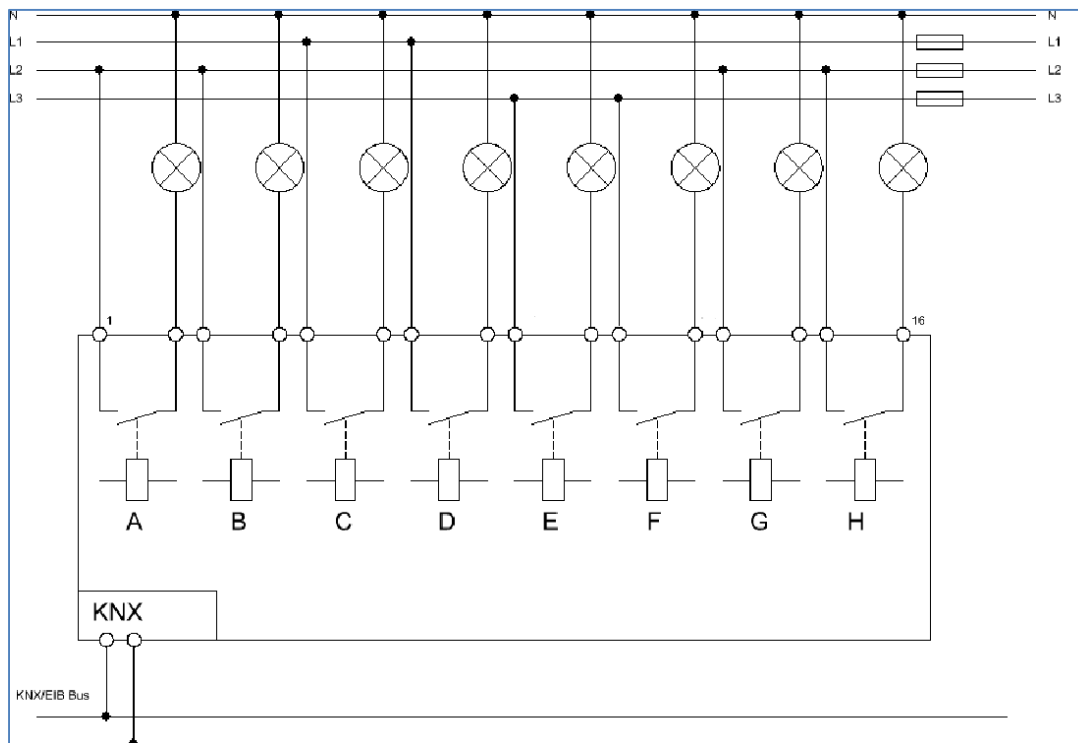 N N
L1 L1
L2 L2
L3 L3
1 16
A B C D E F G H
KNX
KNX/EIB Bus